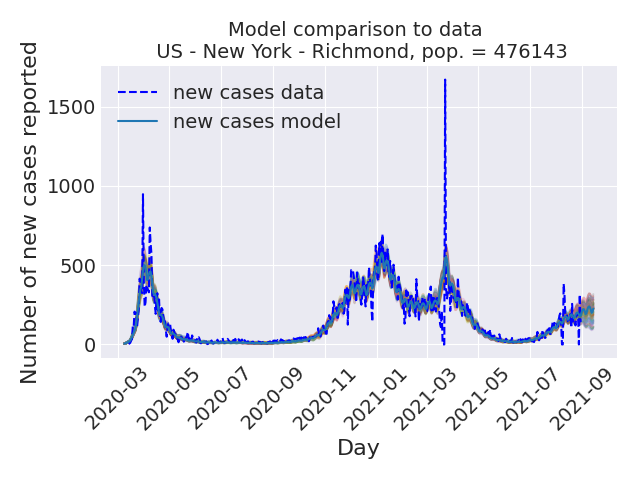 Model comparison to data
US - New York - Richmond, pop. = 476143
Number of new cases reported
1500
1000
500
0
new cases data
new cases model
2020-03
2020-05
2020-07
2020-09
2020-11
2021-01
2021-03
2021-05
2021-07
2021-09
Day